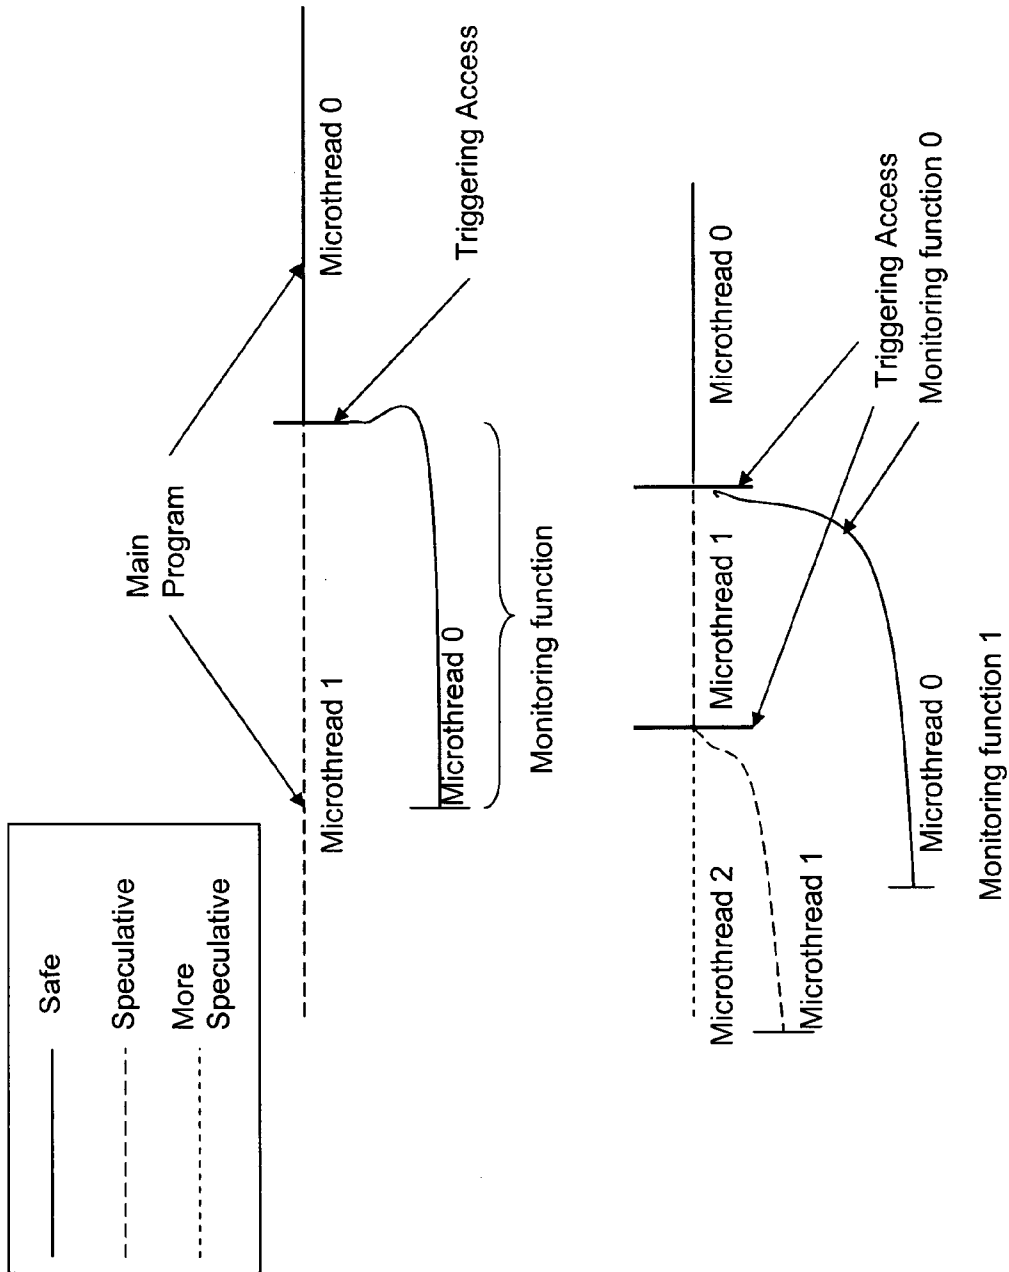 Safe
Speculative
More
Speculative
Main
Program
Microthread 1
Microthread 0
Microthread 0
Triggering Access
Monitoring function
Microthread 2
Microthread 1
Microthread 0
Microthread 1
Microthread 0
Triggering Access
Monitoring function 0
Monitoring function 1